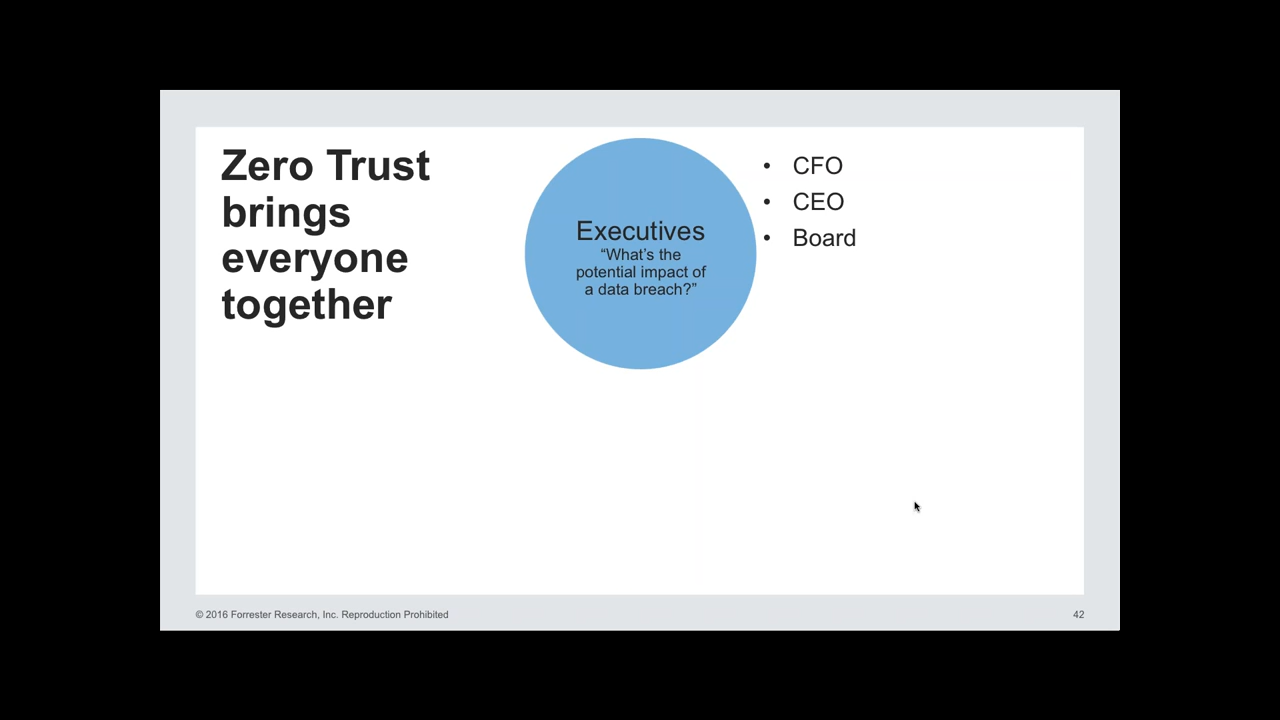 Zero Trust
brings
everyone
together
Executives
“What’s the
potential impact of
a data breach?”
• CFO
• CEO
• Board
© 2016 Forrester Research, Inc. Reproduction Prohibited
42